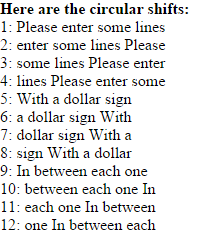 Here are the circular shifts:
1: Please enter some lines
2: enter some lines Please
3: some lines Please enter
4: lines Please enter some
5: With a dollar sign
6: a dollar sign With
7: dollar sign With a
8: sign With a dollar
9: In between each one
10: between each one In
11: each one In between
12: one In between each